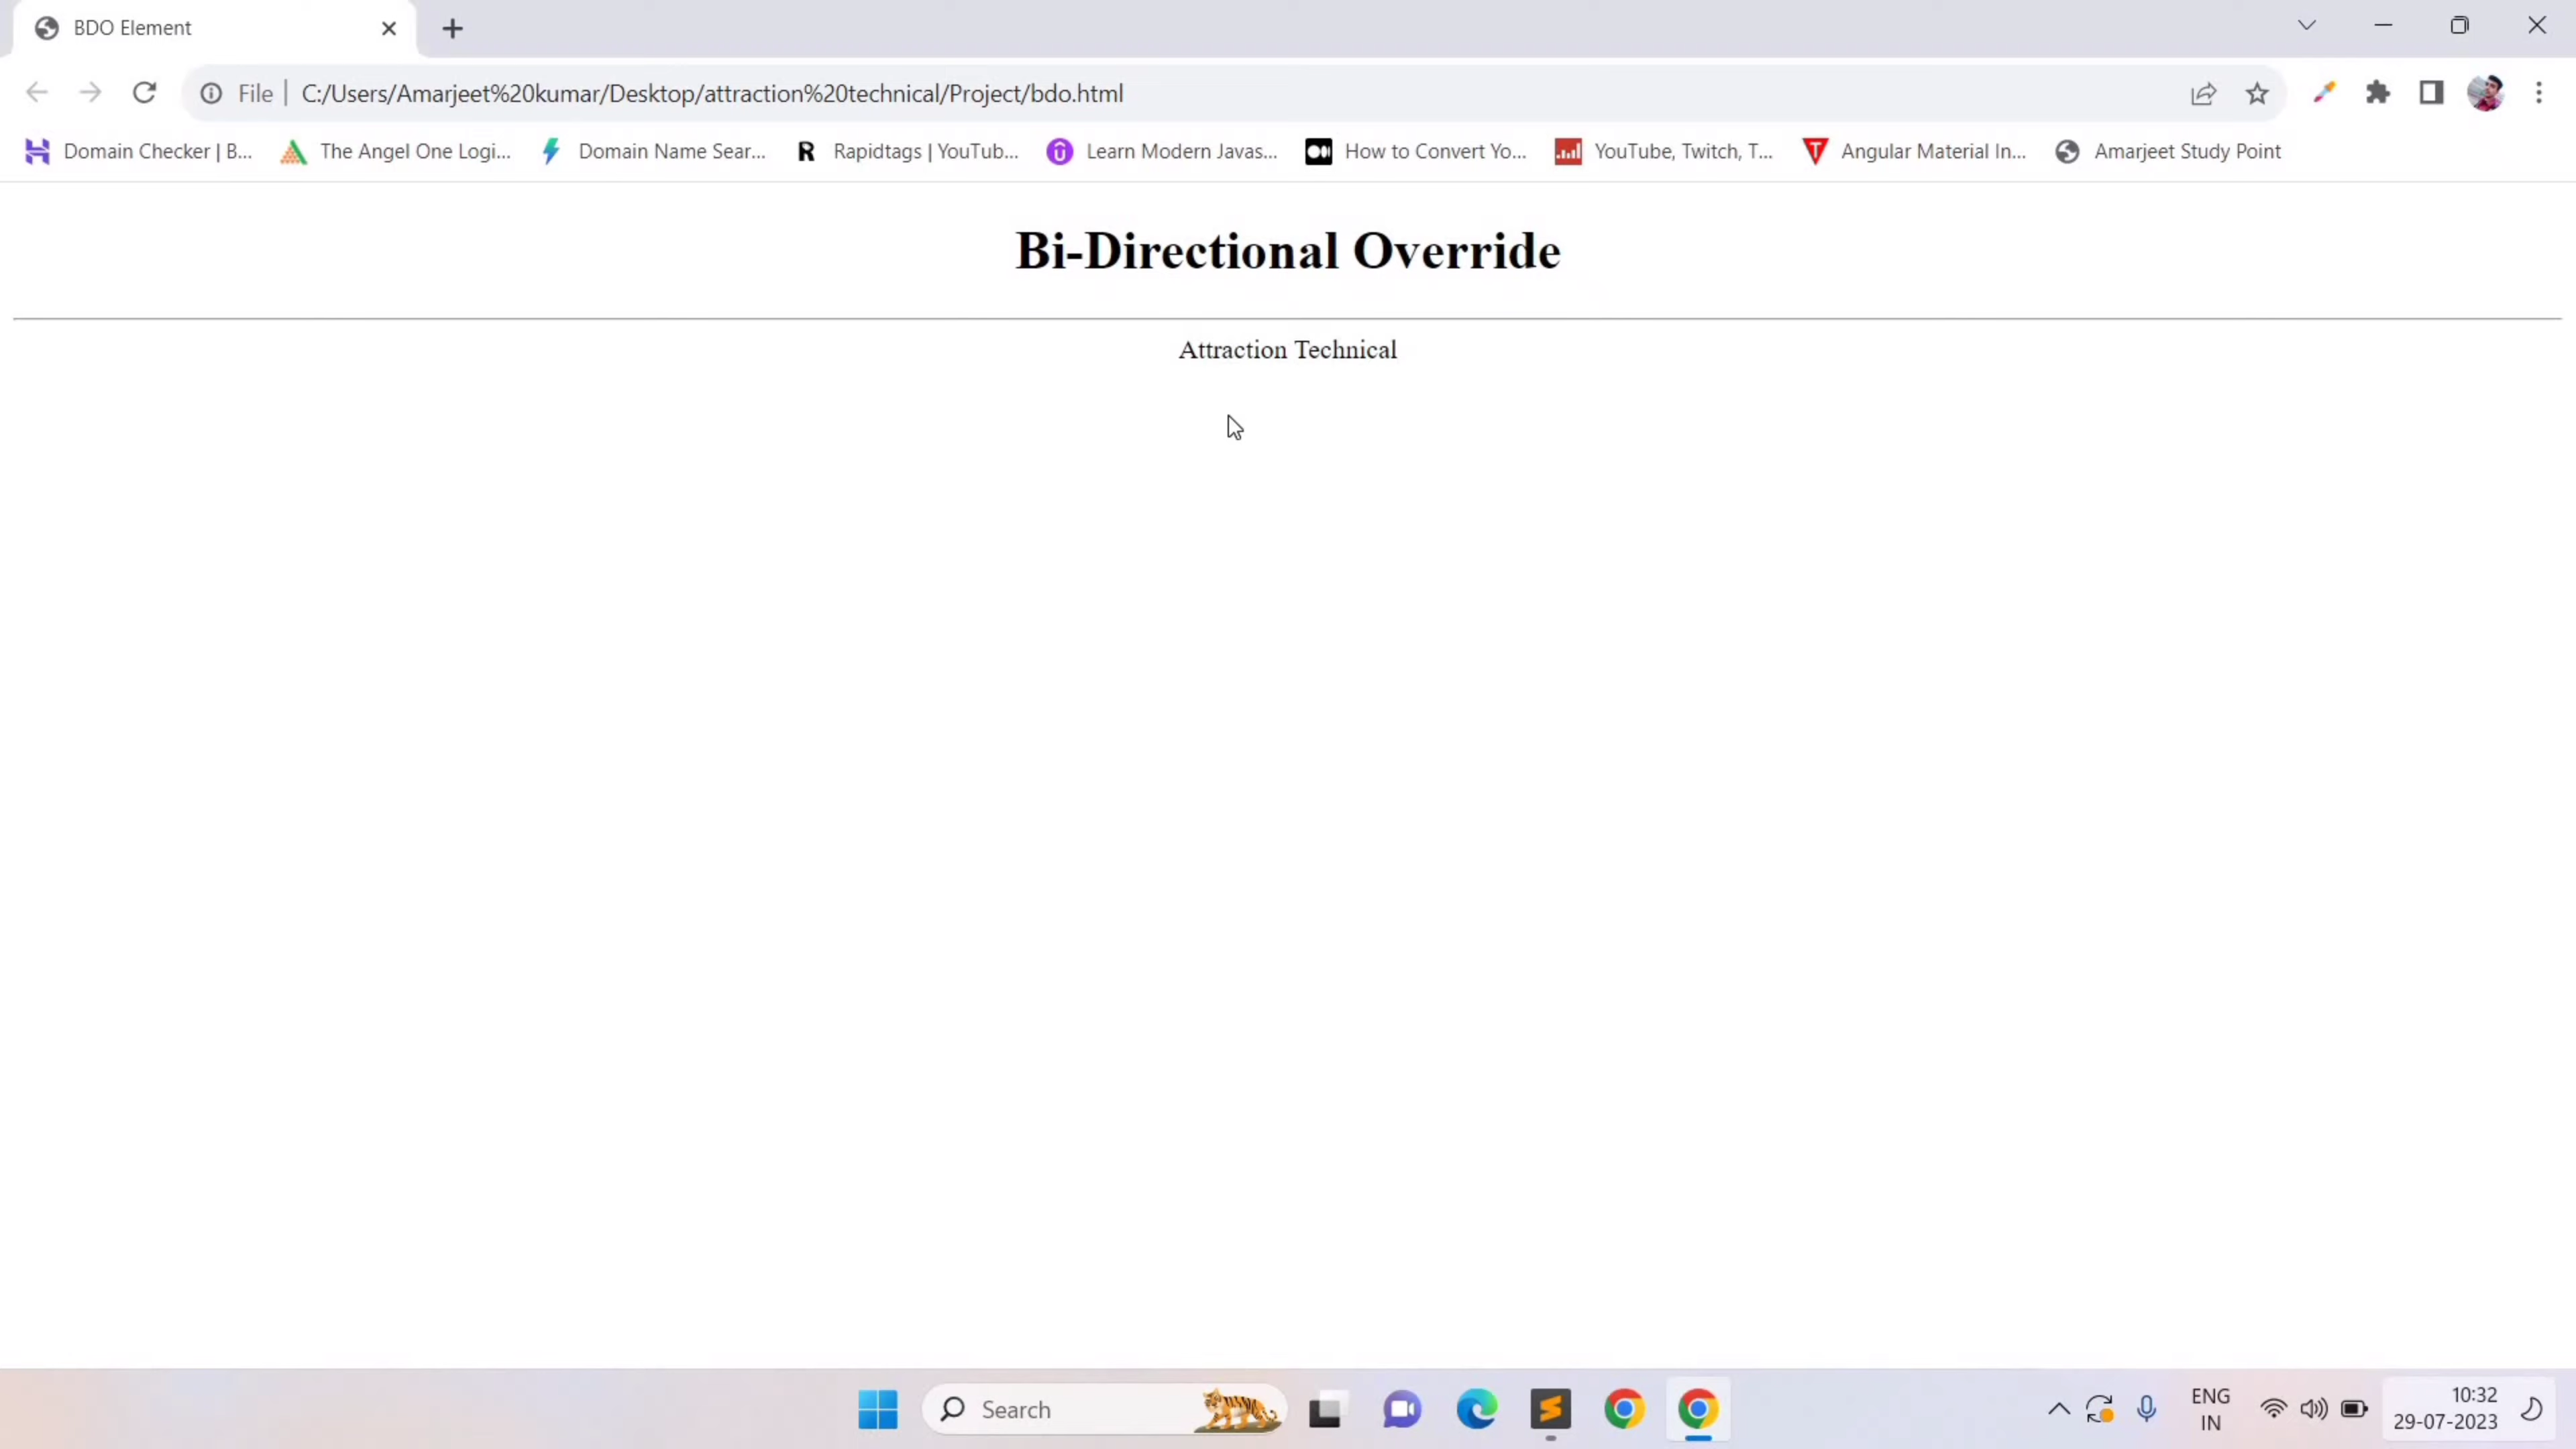 BDO Element
File | C:/Users/Amarjeet%20kumar/Desktop/attraction%20technical/Project/bdo.html
Domain Checker | B... The Angel One Logi... Domain Name Sear... Rapidtags | YouTub... Learn Modern Javas... How to Convert Yo... YouTube, Twitch, T... Angular Material In... Amarjeet Study Point
Bi-Directional Override
Attraction Technical
Search
ENG
IN
10:32
29-07-2023